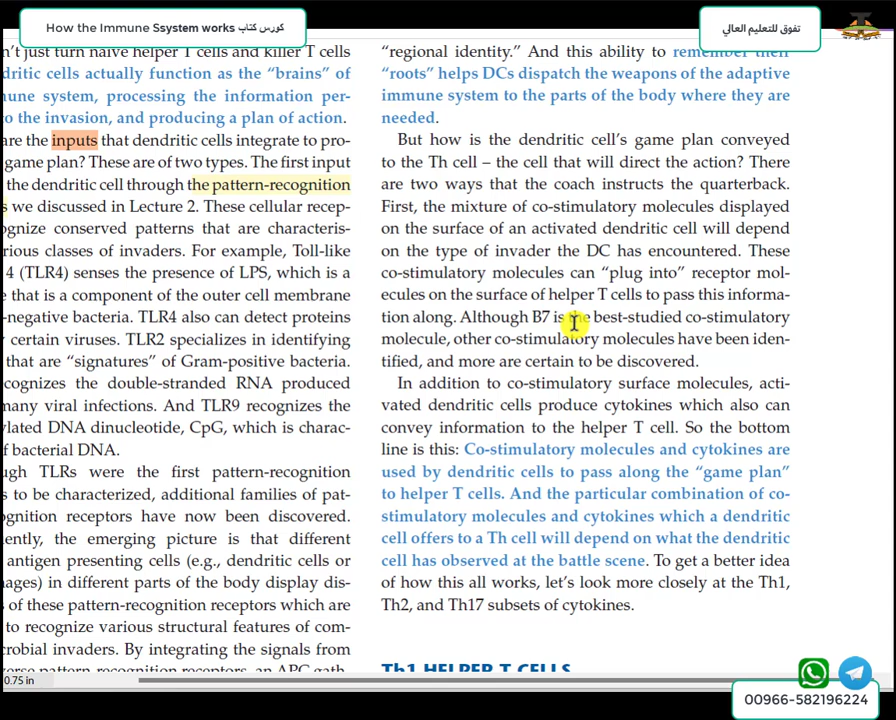 How the Immune Ssystem works كورس كتاب
تفوق للتعليم العالي
n't just turn naive helper T cells and killer T cells
dritic cells actually function as the “brains” of
mune system, processing the information per-
o the invasion, and producing a plan of action.
are the inputs that dendritic cells integrate to pro-
game plan? These are of two types. The first input
the dendritic cell through the pattern-recognition
s we discussed in Lecture 2. These cellular recep-
ognize conserved patterns that are characteris-
rious classes of invaders. For example, Toll-like
4 (TLR4) senses the presence of LPS, which is a
e that is a component of the outer cell membrane
-negative bacteria. TLR4 also can detect proteins
certain viruses. TLR2 specializes in identifying
that are “signatures” of Gram-positive bacteria.
cognizes the double-stranded RNA produced
many viral infections. And TLR9 recognizes the
ylated DNA dinucleotide, CpG, which is charac-
f bacterial DNA.
ugh TLRs were the first pattern-recognition
s to be characterized, additional families of pat-
ognition receptors have now been discovered.
ently, the emerging picture is that different
antigen presenting cells (e.g., dendritic cells or
ages) in different parts of the body display dis-
s of these pattern-recognition receptors which are
to recognize various structural features of com-
crobial invaders. By integrating the signals from
verse pattern-recognition receptors, an APC gath-
“regional identity.” And this ability to remember their
“roots” helps DCs dispatch the weapons of the adaptive
immune system to the parts of the body where they are
needed.
But how is the dendritic cell’s game plan conveyed
to the Th cell – the cell that will direct the action? There
are two ways that the coach instructs the quarterback.
First, the mixture of co-stimulatory molecules displayed
on the surface of an activated dendritic cell will depend
on the type of invader the DC has encountered. These
co-stimulatory molecules can “plug into” receptor mol-
ecules on the surface of helper T cells to pass this informa-
tion along. Although B7 is the best-studied co-stimulatory
molecule, other co-stimulatory molecules have been iden-
tified, and more are certain to be discovered.
In addition to co-stimulatory surface molecules, acti-
vated dendritic cells produce cytokines which also can
convey information to the helper T cell. So the bottom
line is this: Co-stimulatory molecules and cytokines are
used by dendritic cells to pass along the “game plan”
to helper T cells. And the particular combination of co-
stimulatory molecules and cytokines which a dendritic
cell offers to a Th cell will depend on what the dendritic
cell has observed at the battle scene. To get a better idea
of how this all works, let’s look more closely at the Th1,
Th2, and Th17 subsets of cytokines.
Th1 HELPER T CELLS
0.75 in
00966-582196224